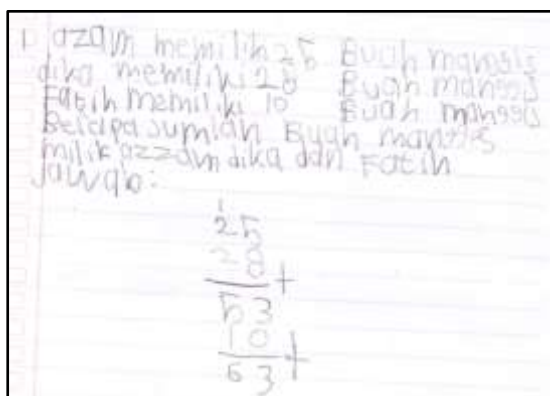 1 azam memiliki 25 Buah manggis
dika memiliki 28 Buah manggis
Fatih memiliki 10 Buah manggis
Berapa Jumlah Buah manggis
milik azzam dika dan Fatih
Jawab:
1
25
28
+
53
10
+
63